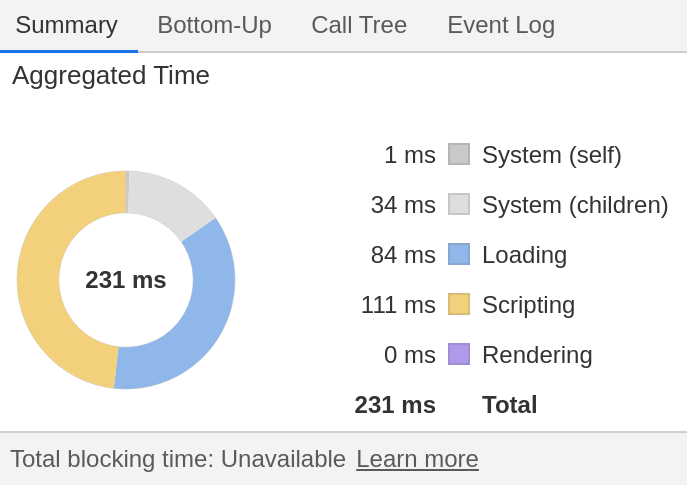 Summary Bottom-Up Call Tree Event Log
Aggregated Time
1 ms System (self)
34 ms System (children)
84 ms Loading
231 ms
111 ms Scripting
0 ms Rendering
231 ms Total
Total blocking time: Unavailable Learn more